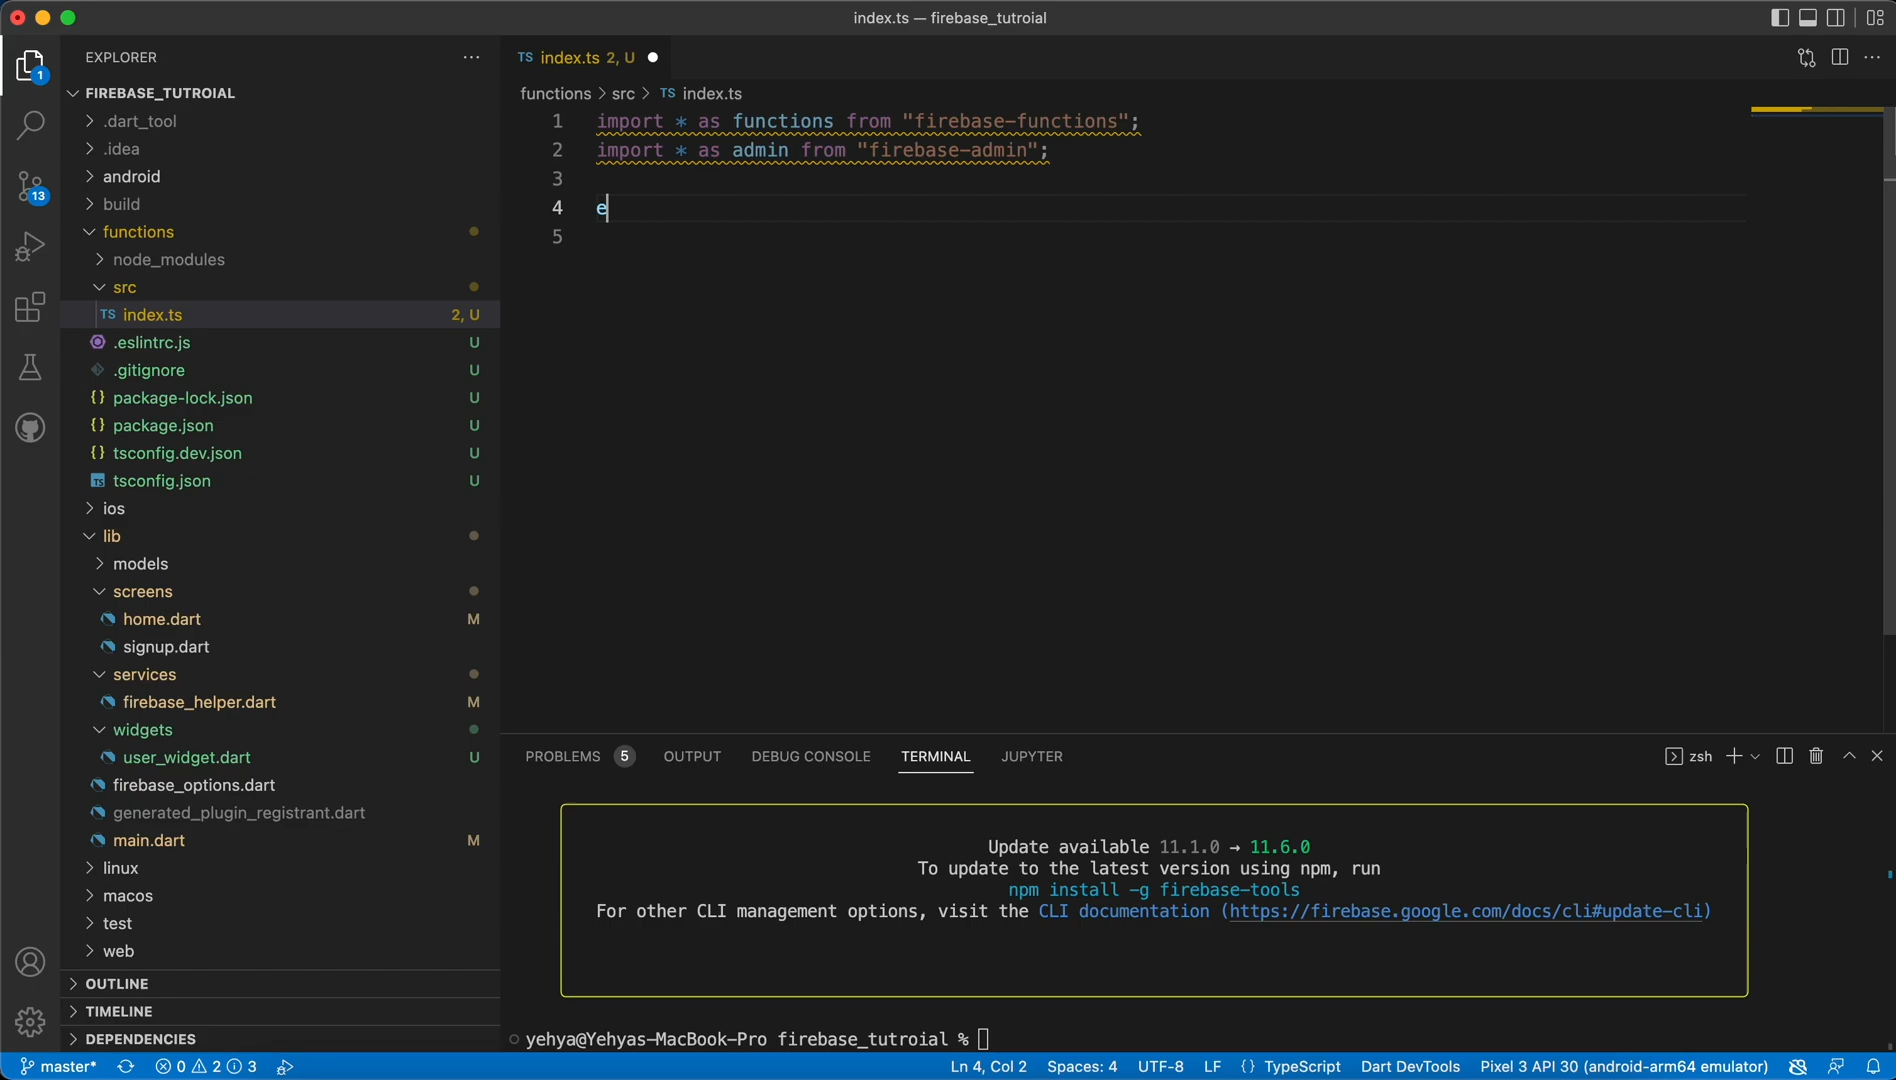 index.ts — firebase_tutroial
EXPLORER
TS index.ts 2, U
FIREBASE_TUTROIAL
functions > src > TS index.ts
.dart_tool
.idea
android
build
functions
node_modules
src
TS index.ts 2, U
.eslintrc.js U
.gitignore U
{} package-lock.json U
{} package.json U
{} tsconfig.dev.json U
TS tsconfig.json U
ios
lib
models
screens
home.dart M
signup.dart
services
firebase_helper.dart M
widgets
user_widget.dart U
firebase_options.dart
generated_plugin_registrant.dart
main.dart M
linux
macos
test
web
OUTLINE
TIMELINE
DEPENDENCIES
1
13
1 import * as functions from "firebase-functions";
2 import * as admin from "firebase-admin";
3
4 e
5
PROBLEMS 5 OUTPUT DEBUG CONSOLE TERMINAL JUPYTER zsh
Update available 11.1.0 → 11.6.0
To update to the latest version using npm, run
npm install -g firebase-tools
For other CLI management options, visit the CLI documentation (https://firebase.google.com/docs/cli#update-cli)
yehya@Yehyas-MacBook-Pro firebase_tutroial %
master* 0 2 3 Ln 4, Col 2 Spaces: 4 UTF-8 LF {} TypeScript Dart DevTools Pixel 3 API 30 (android-arm64 emulator)